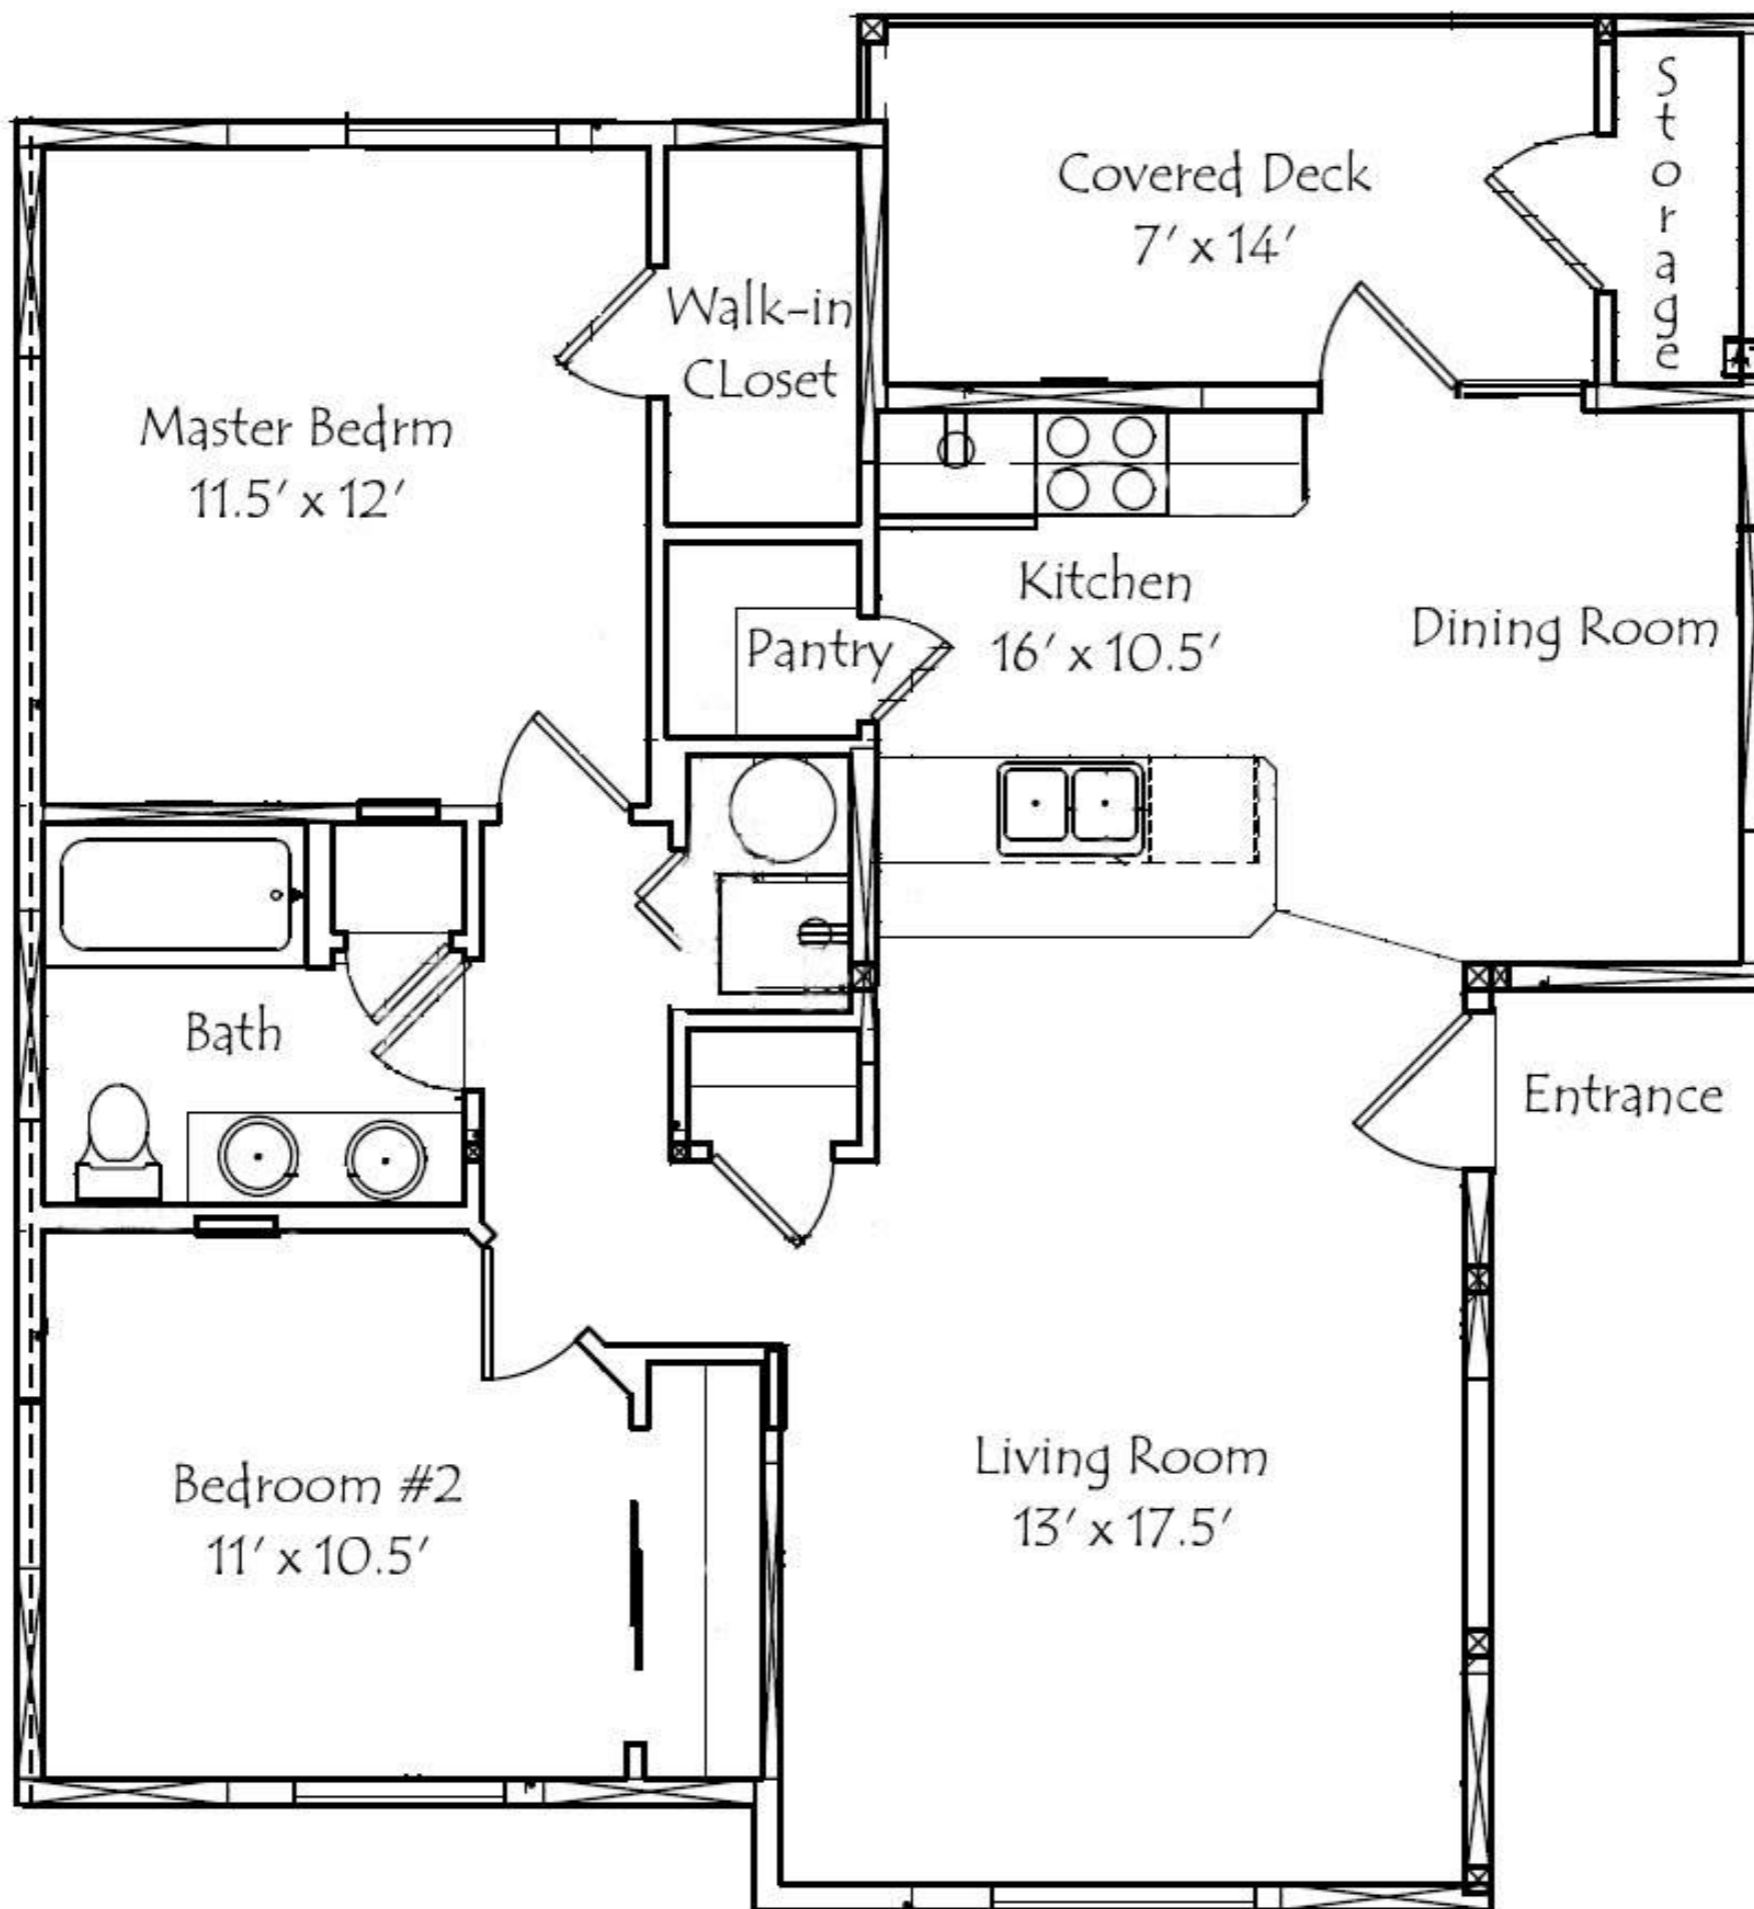 Covered Deck
7' x 14'
Storage
Walk-in
CLoset
Master Bedrm
11.5' x 12'
Kitchen
16' x 10.5'
Dining Room
Pantry
Bath
Entrance
Bedroom #2
11' x 10.5'
Living Room
13' x 17.5'